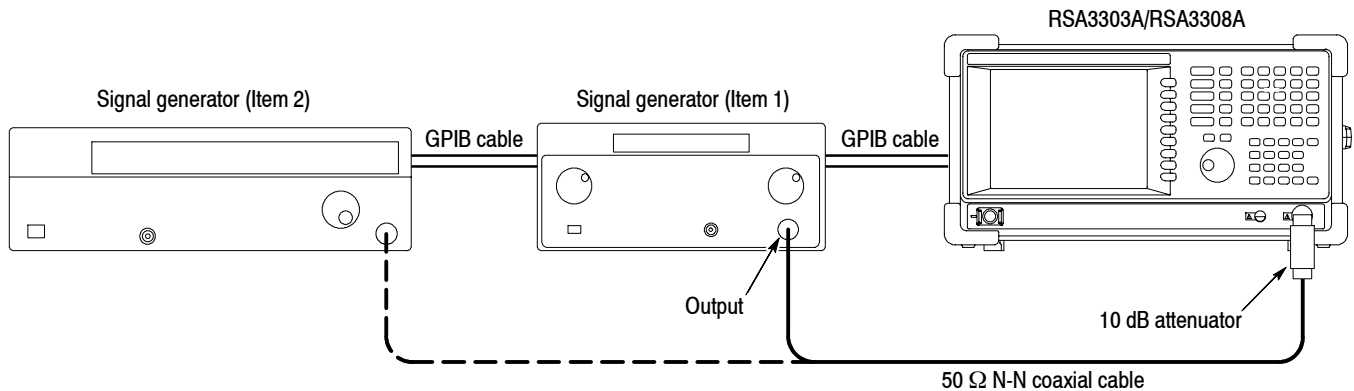 RSA3303A/RSA3308A
Signal generator (Item 2)
Signal generator (Item 1)
GPIB cable
GPIB cable
Output
10 dB attenuator
50 Ω N-N coaxial cable